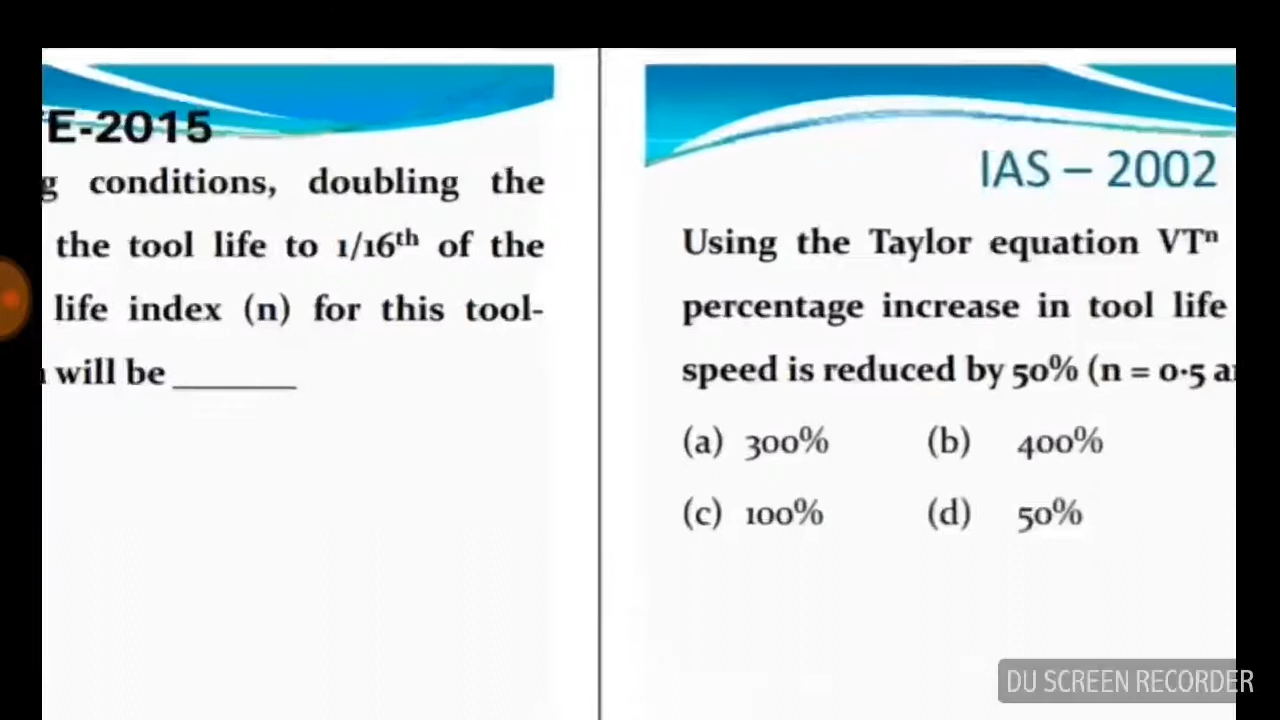 E-2015
g conditions, doubling the
the tool life to 1/16th of the
life index (n) for this tool-
will be _______
IAS – 2002
Using the Taylor equation VTⁿ
percentage increase in tool life
speed is reduced by 50% (n = 0·5
(a) 300% (b) 400%
(c) 100% (d) 50%
DU SCREEN RECORDER